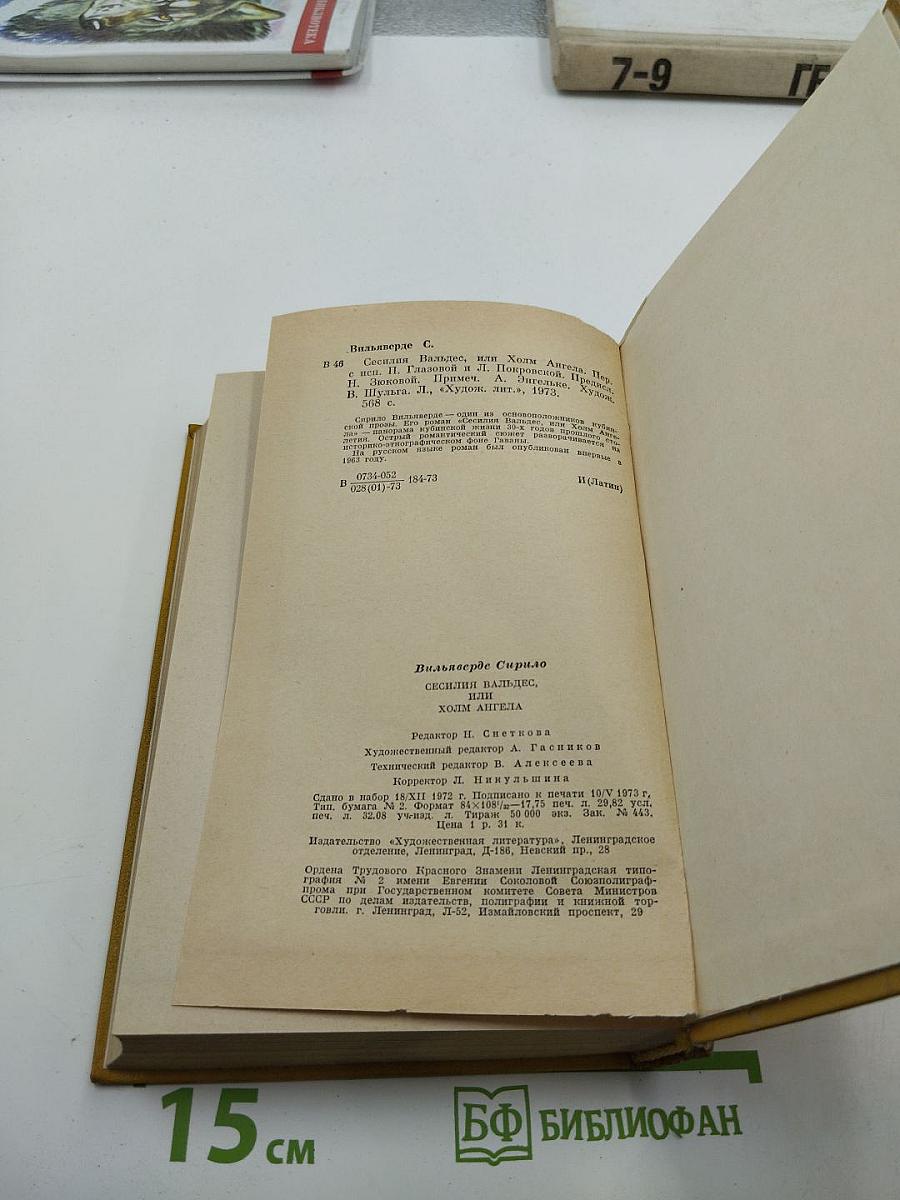 БИБЛИОТЕКА
7-9
ГЕ
Вильяверде С.
В 46 Сесилия Вальдес, или Холм Ангела. Пер.
с исп. П. Глазовой и Л. Покровской. Предисл.
Н. Зюковой. Примеч. А. Энгельке. Худож.
В. Шульга. Л., «Худож. лит.», 1973.
568 с.
Сирило Вильяверде — один из основоположников кубин-
ской прозы. Его роман «Сесилия Вальдес, или Холм Анге-
ла» — панорама кубинской жизни 30-х годов прошлого сто-
летия. Острый романтический сюжет разворачивается на
историко-этнографическом фоне Гаваны.
На русском языке роман был опубликован впервые в
1963 году.
В 0734-052 184-73 И(Латин)
028(01)-73
Вильяверде Сирило
СЕСИЛИЯ ВАЛЬДЕС,
ИЛИ
ХОЛМ АНГЕЛА
Редактор Н. Снеткова
Художественный редактор А. Гасников
Технический редактор В. Алексеева
Корректор Л. Никульшина
Сдано в набор 18/XII 1972 г. Подписано к печати 10/V 1973 г,
Тип. бумага № 2. Формат 84×108¹/₃₂—17,75 печ. л. 29,82 усл.
печ. л. 32.08 уч-изд. л. Тираж 50 000 экз. Зак. № 443.
Цена 1 р. 31 к.
Издательство «Художественная литература», Ленинградское
отделение, Ленинград, Д-186, Невский пр., 28
Ордена Трудового Красного Знамени Ленинградская типо-
графия № 2 имени Евгении Соколовой Союзполиграф-
прома при Государственном комитете Совета Министров
СССР по делам издательств, полиграфии и книжной тор-
говли. г. Ленинград, Л-52, Измайловский проспект, 29
15 см
БФ БИБЛИОФАН